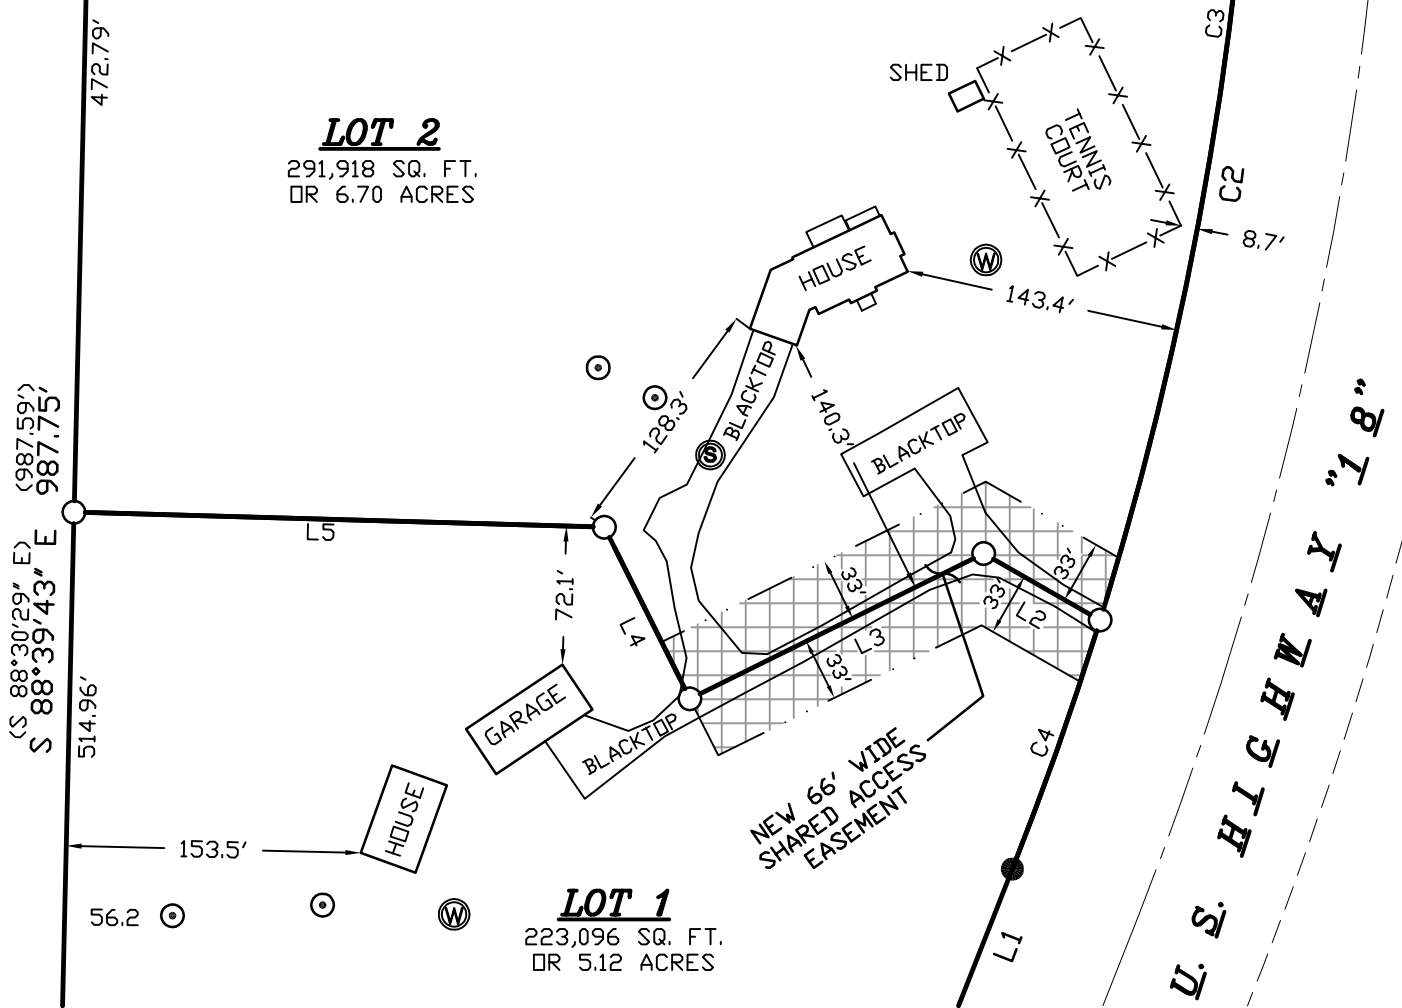 472.79'
LOT 2
291,918 SQ. FT.
OR 6.70 ACRES
SHED
TENNIS
COURT
C3
C2
8.7'
W
HOUSE
143.4'
128.3'
BLACKTOP
140.3'
BLACKTOP
S
U. S. HIGHWAY "18"
(987.59')
987.75'
(S 88°30'29" E)
S 88°39'43" E
514.96'
L5
72.1'
L4
33'
33'
L3
33'
33'
L2
GARAGE
BLACKTOP
C4
NEW 66' WIDE
SHARED ACCESS
EASEMENT
HOUSE
153.5'
56.2
W
LOT 1
223,096 SQ. FT.
OR 5.12 ACRES
L1